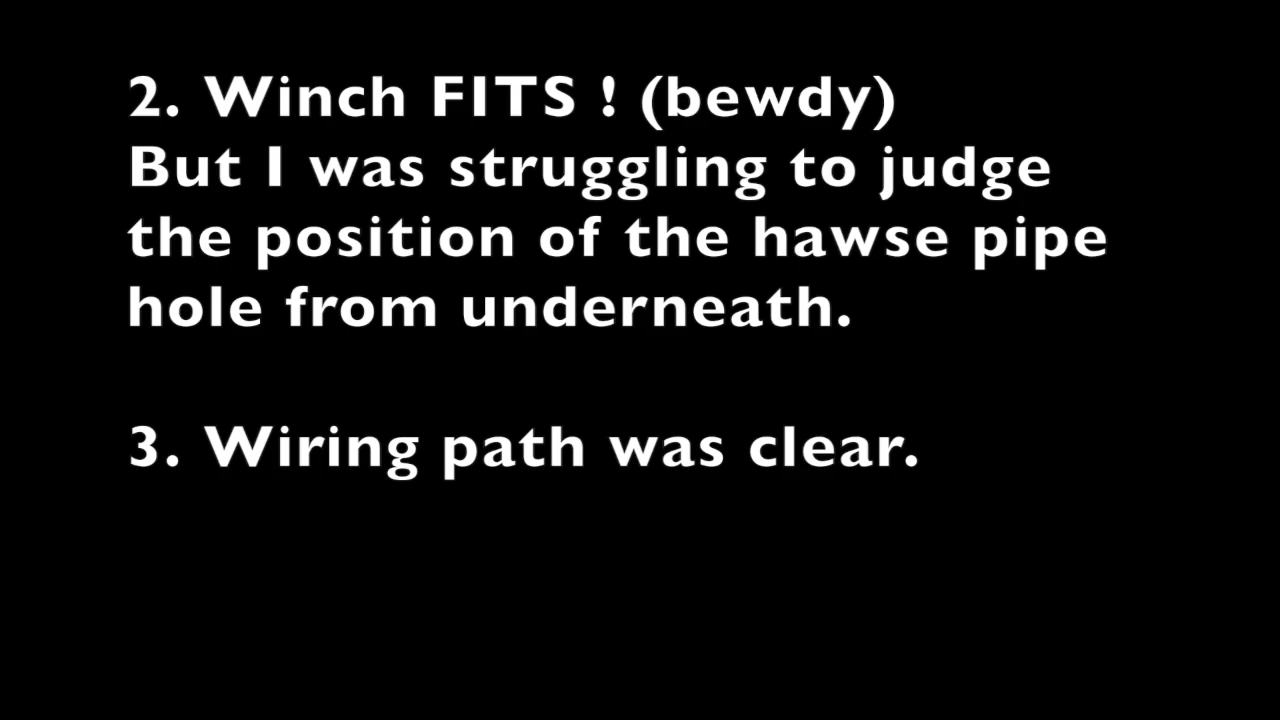 2. Winch FITS ! (bewdy)
But I was struggling to judge
the position of the hawse pipe
hole from underneath.
3. Wiring path was clear.